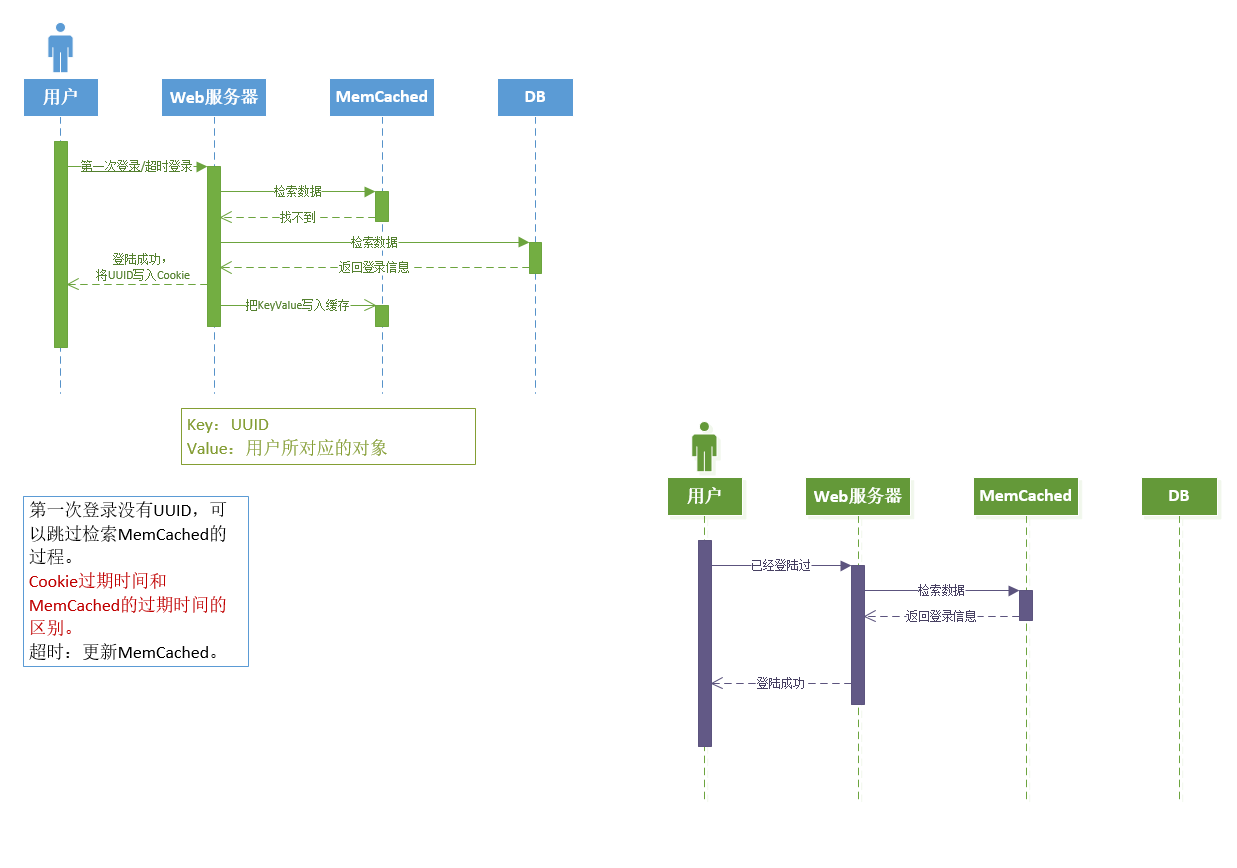 用户
Web服务器
MemCached
DB
第一次登录/超时登录
检索数据
找不到
检索数据
返回登录信息
登陆成功，
将UUID写入Cookie
把KeyValue写入缓存
Key：UUID
Value：用户所对应的对象
第一次登录没有UUID，可
以跳过检索MemCached的
过程。
Cookie过期时间和
MemCached的过期时间的
区别。
超时：更新MemCached。
用户
Web服务器
MemCached
DB
已经登陆过
检索数据
返回登录信息
登陆成功